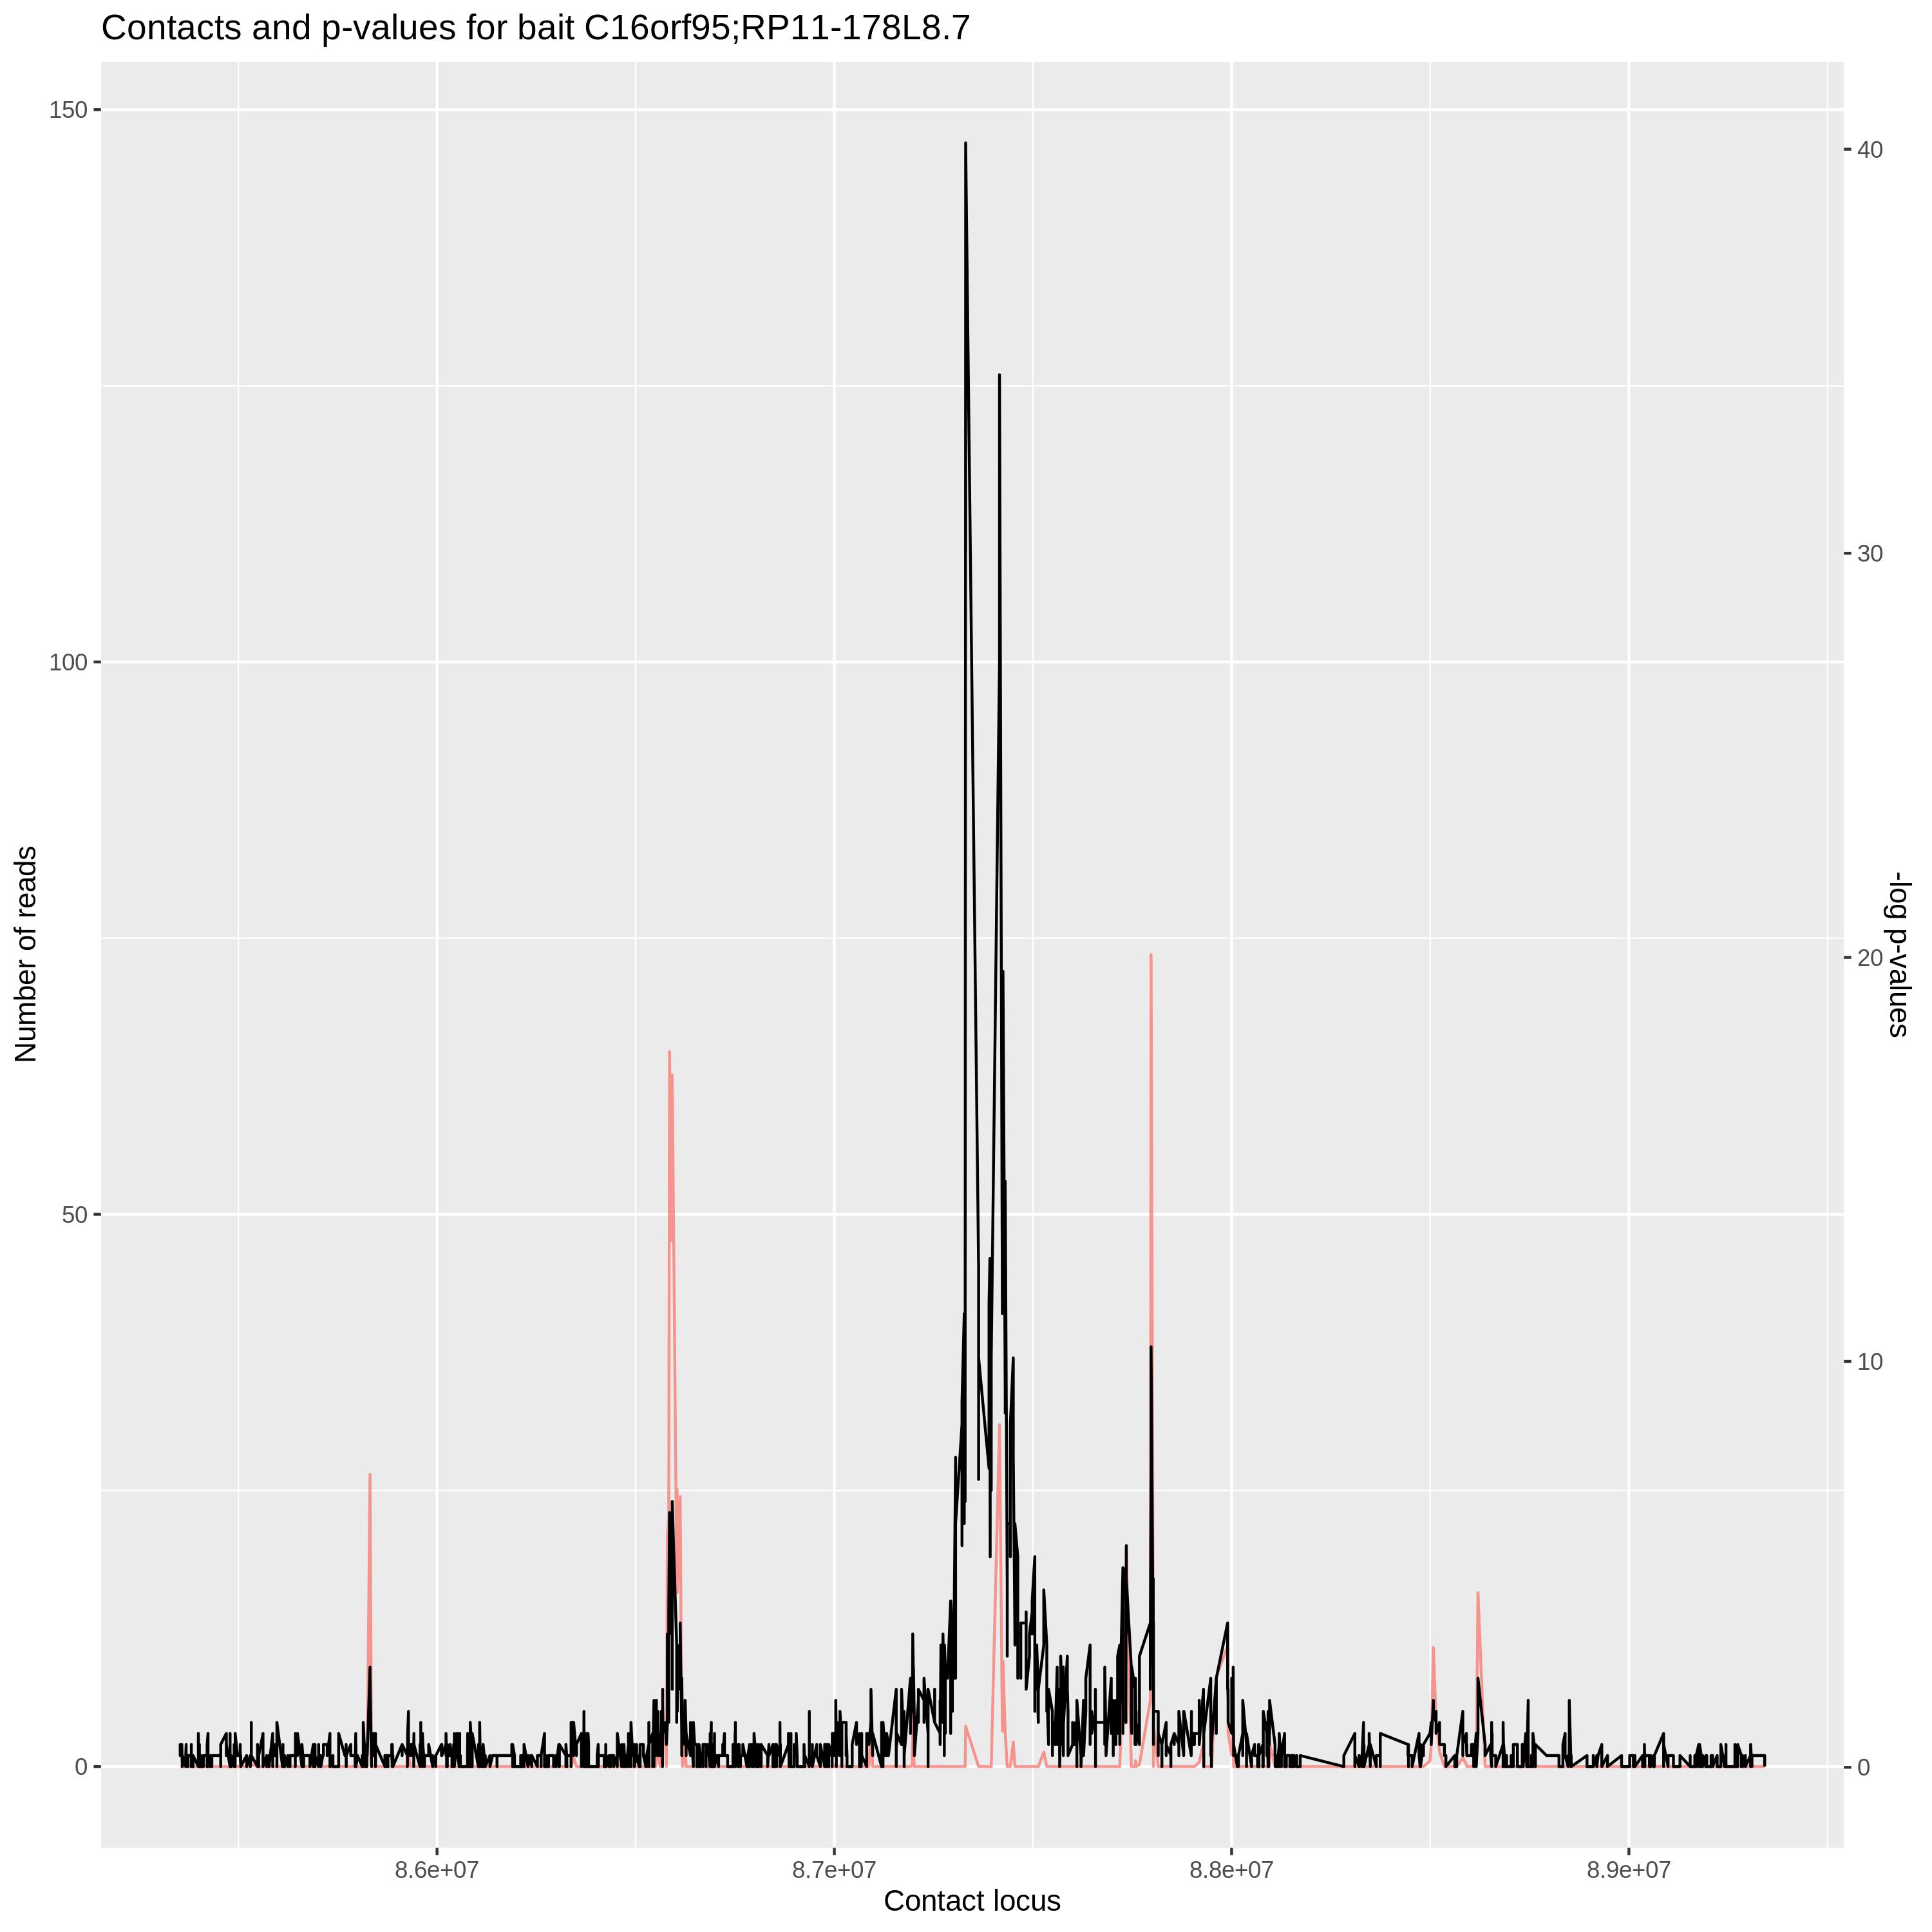 Contacts and p-values for bait C16orf95;RP11-178L8.7
150
100
50
0
40
30
20
10
0
Number of reads
-log p-values
8.6e+07
8.7e+07
8.8e+07
8.9e+07
Contact locus